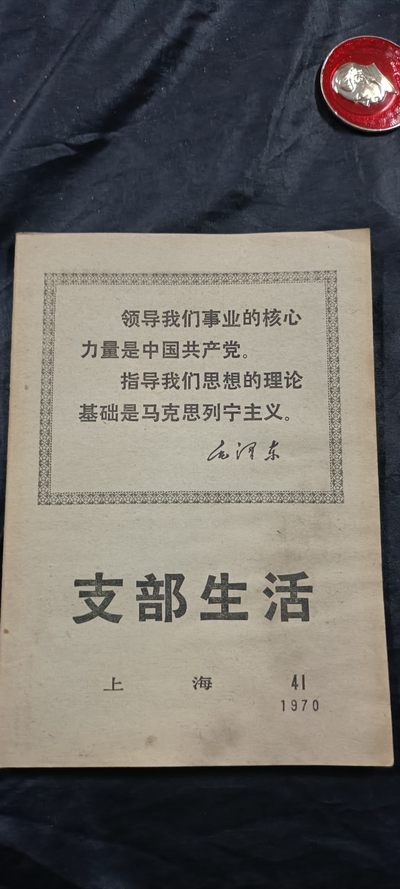 领导我们事业的核心
力量是中国共产党。
指导我们思想的理论
基础是马克思列宁主义。
毛泽东
支部生活
上海 41
1970